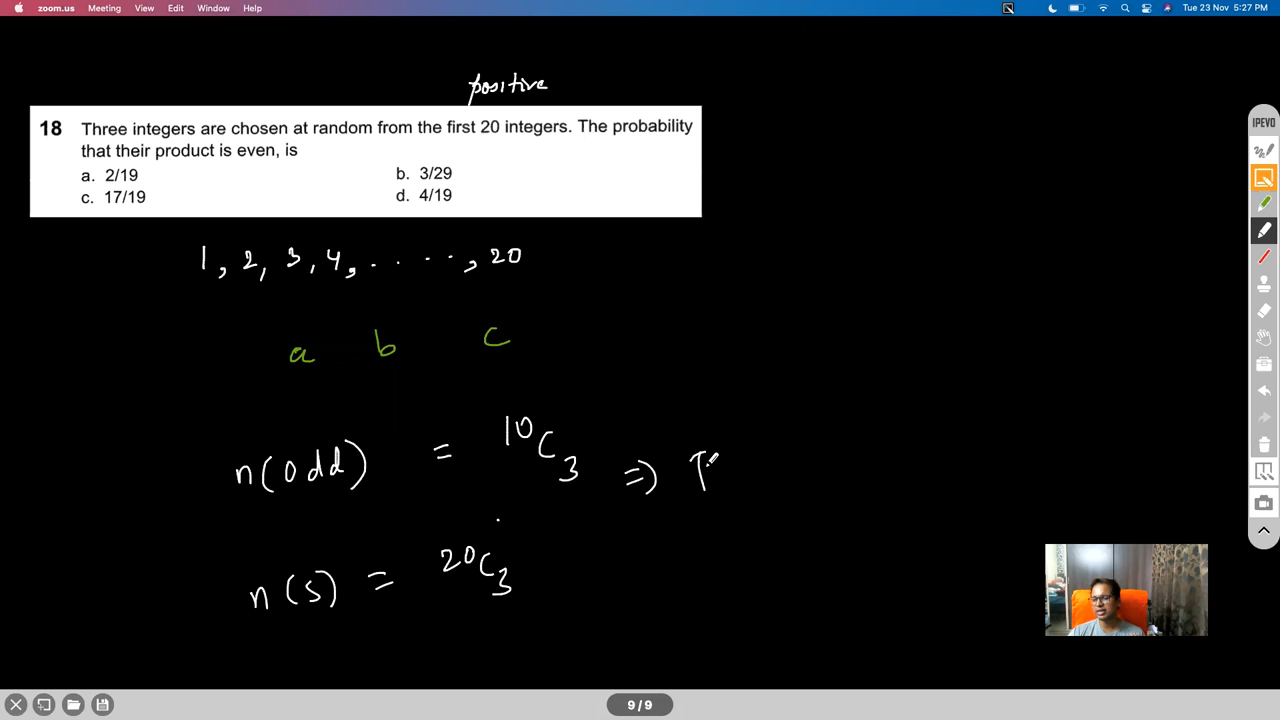 zoom.us Meeting View Edit Window Help Tue 23 Nov 5:27 PM
positive
18 Three integers are chosen at random from the first 20 integers. The probability
that their product is even, is
a. 2/19 b. 3/29
c. 17/19 d. 4/19
1, 2, 3, 4, . . . . ., 20
a b c
n(odd) = ¹⁰C₃ ⇒
n(S) = ²⁰C₃
IPEVO
9/9